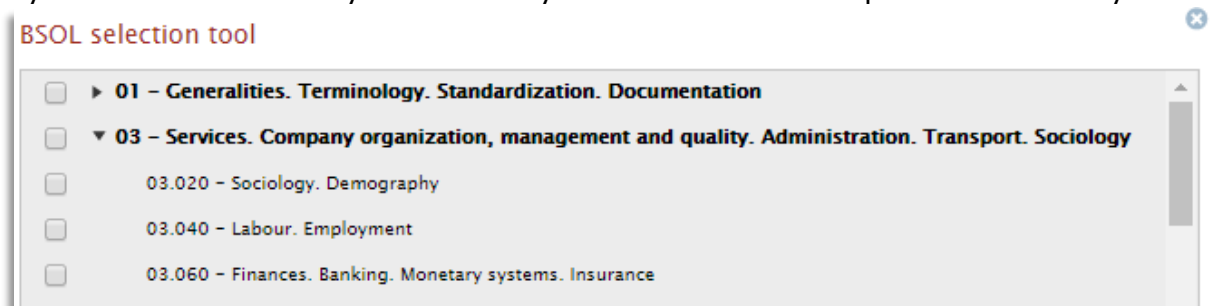 BSOL selection tool
01 – Generalities. Terminology. Standardization. Documentation
03 – Services. Company organization, management and quality. Administration. Transport. Sociology
03.020 – Sociology. Demography
03.040 – Labour. Employment
03.060 – Finances. Banking. Monetary systems. Insurance